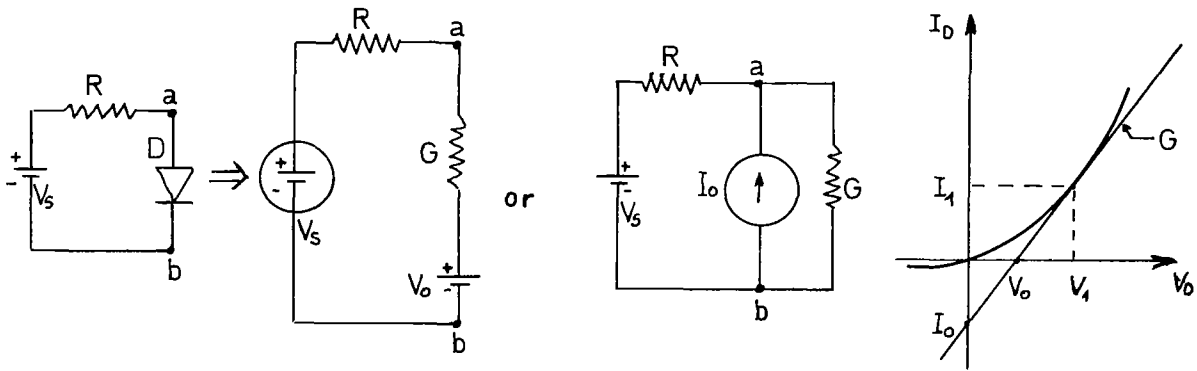 R
a
D
+
-
Vs
b
⇒
R
a
G
+
-
Vs
+
Vo
-
b
or
R
a
+
-
Vs
Io
G
b
ID
G
I1
Vo
V1
VD
Io